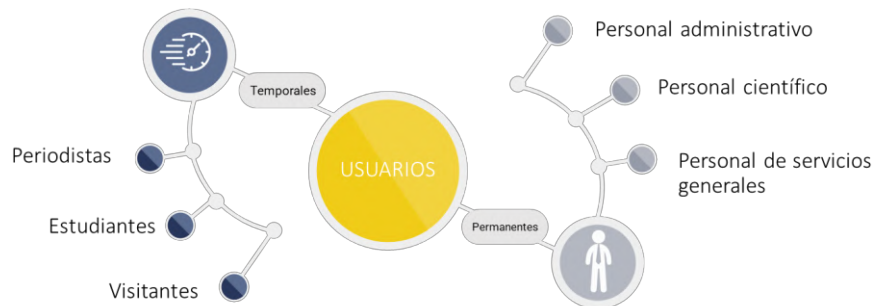 Temporales
Periodistas
Estudiantes
Visitantes
USUARIOS
Permanentes
Personal administrativo
Personal científico
Personal de servicios
generales